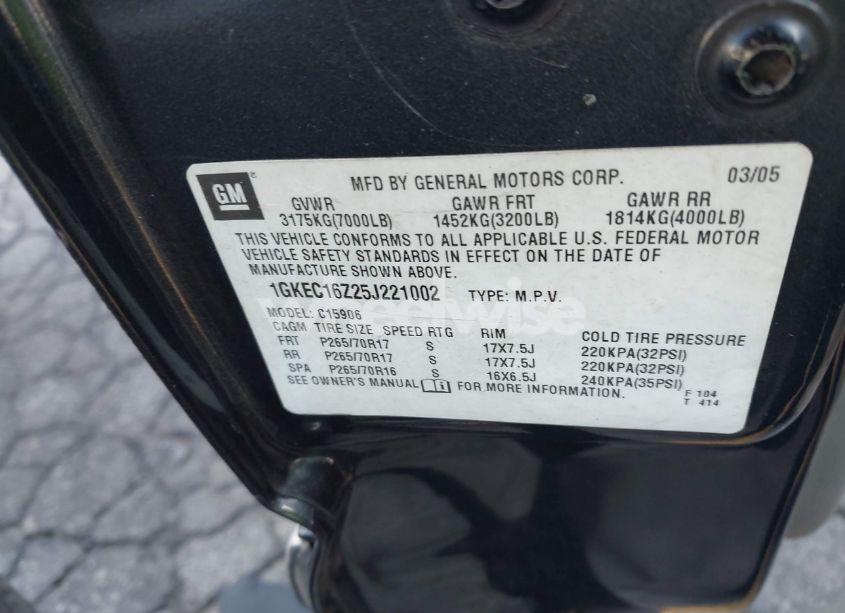 GM
MFD BY GENERAL MOTORS CORP. 03/05
GVWR GAWR FRT GAWR RR
3175KG(7000LB) 1452KG(3200LB) 1814KG(4000LB)
THIS VEHICLE CONFORMS TO ALL APPLICABLE U.S. FEDERAL MOTOR
VEHICLE SAFETY STANDARDS IN EFFECT ON THE DATE OF
MANUFACTURE SHOWN ABOVE.
1GKEC16Z25J221002 TYPE: M.P.V.
MODEL: C15906
CAGM TIRE SIZE SPEED RTG RIM COLD TIRE PRESSURE
FRT P265/70R17 S 17X7.5J 220KPA(32PSI)
RR P265/70R17 S 17X7.5J 220KPA(32PSI)
SPA P265/70R16 S 16X6.5J 240KPA(35PSI)
SEE OWNER'S MANUAL i FOR MORE INFORMATION. F 104
T 414